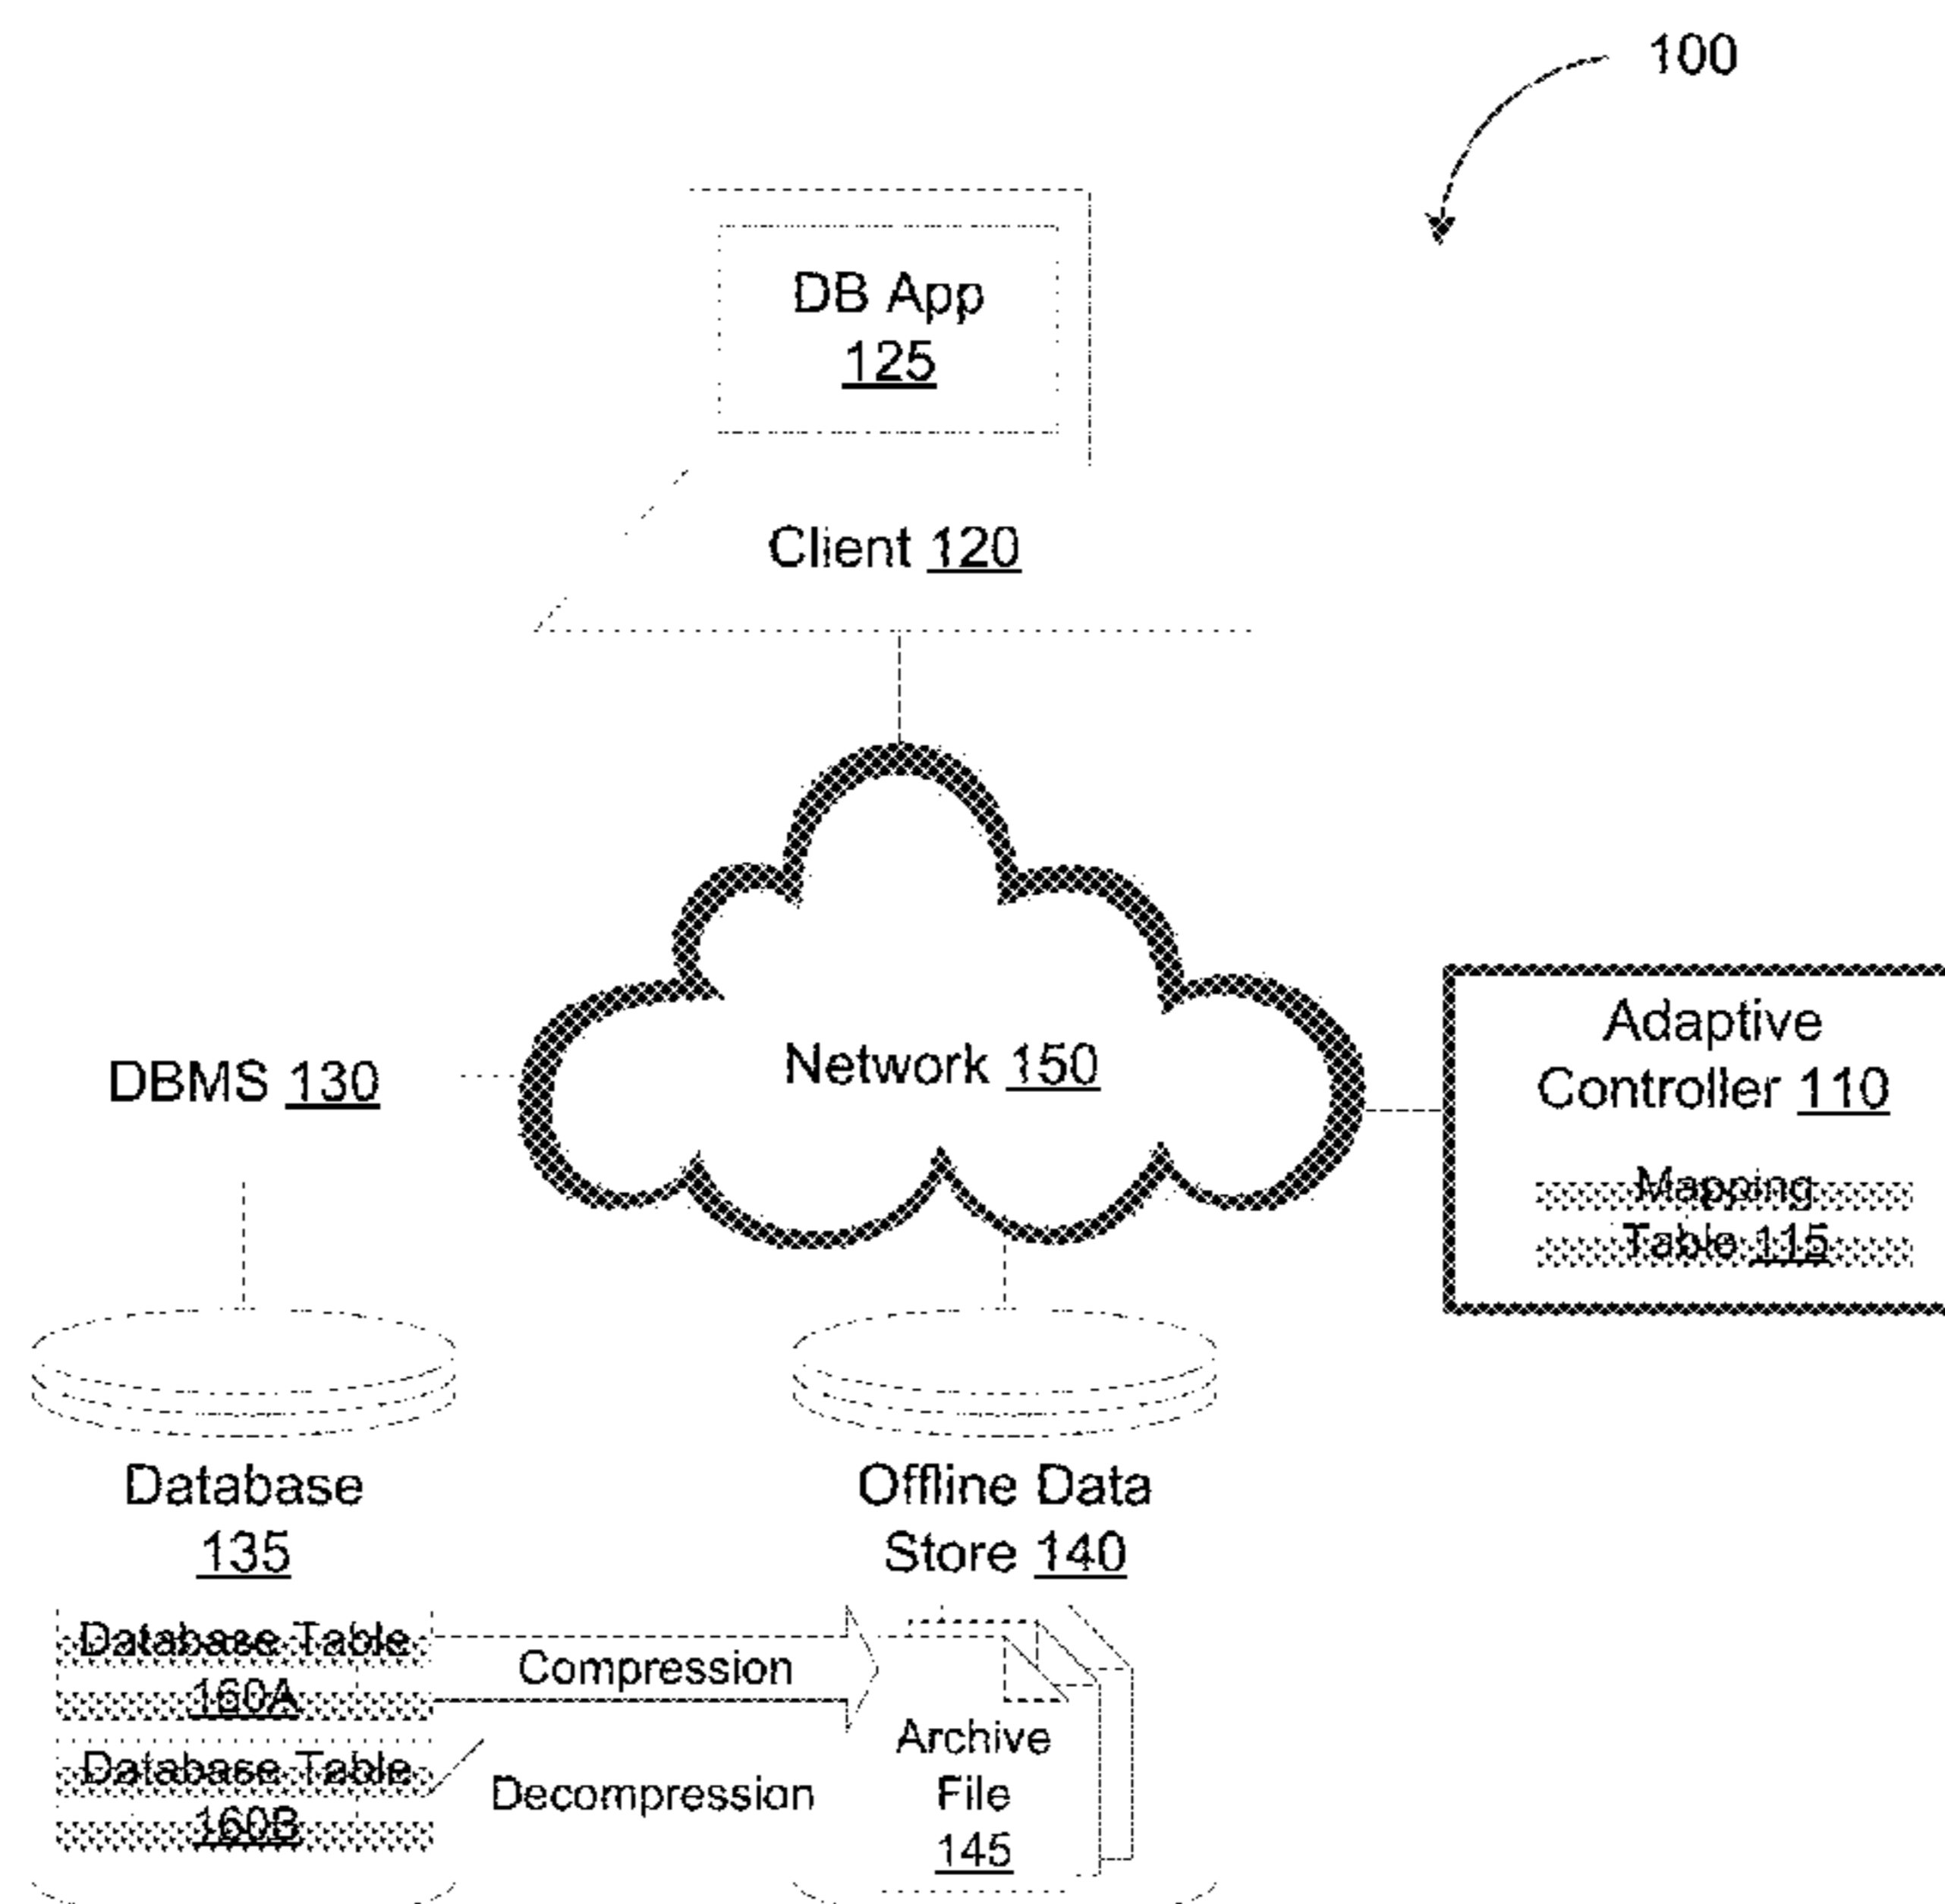 100
DB App
125
Client 120
Network 150
DBMS 130
Adaptive
Controller 110
Mapping
Table 115
Database
135
Offline Data
Store 140
Database Table
160A
Compression
Database Table
160B
Decompression
Archive
File
145